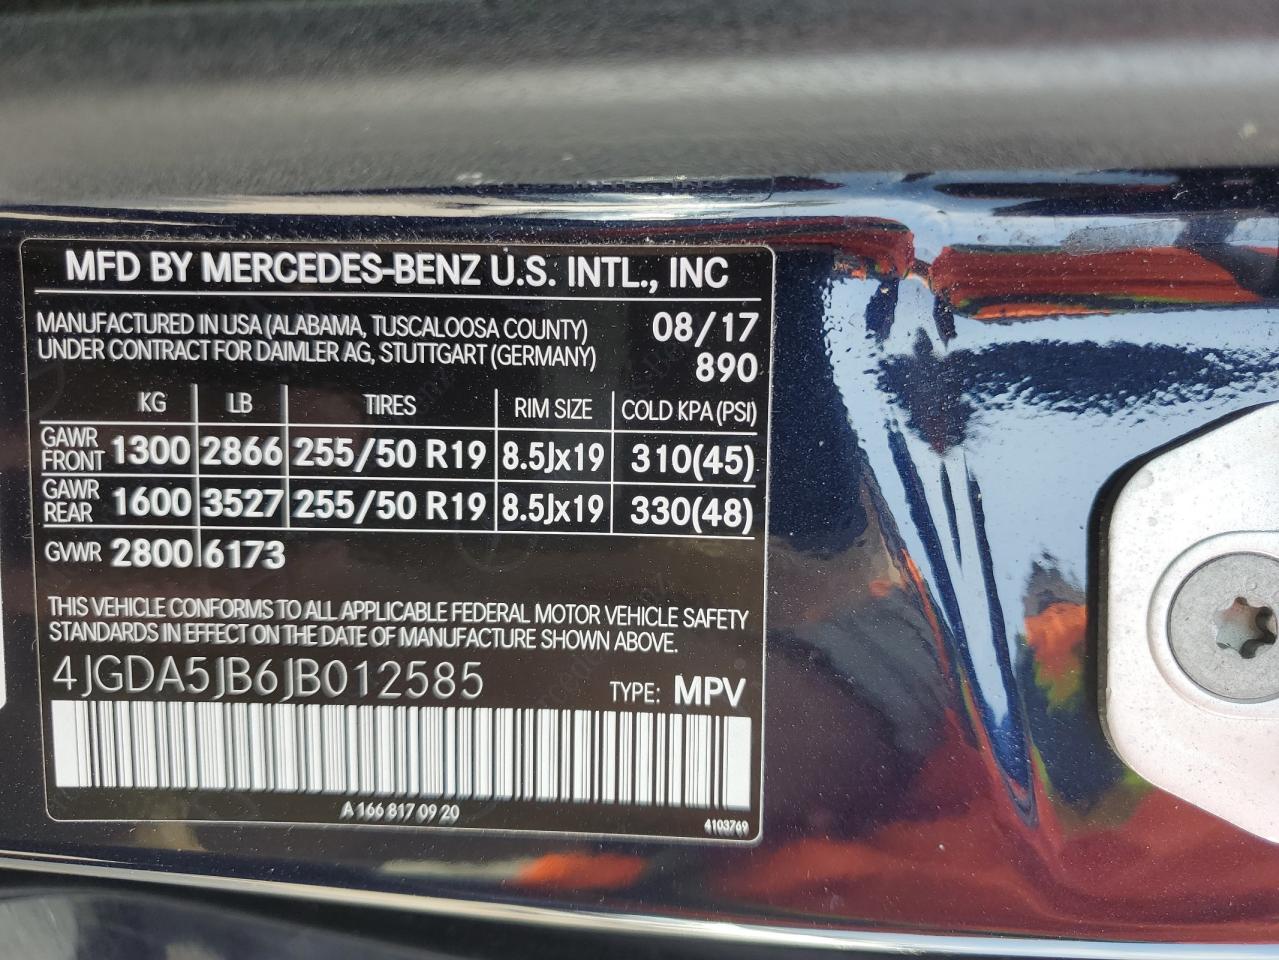 MFD BY MERCEDES-BENZ U.S. INTL., INC
MANUFACTURED IN USA (ALABAMA, TUSCALOOSA COUNTY) 08/17
UNDER CONTRACT FOR DAIMLER AG, STUTTGART (GERMANY) 890
KG LB TIRES RIM SIZE COLD KPA (PSI)
GAWR FRONT 1300 2866 255/50 R19 8.5Jx19 310(45)
GAWR REAR 1600 3527 255/50 R19 8.5Jx19 330(48)
GVWR 2800 6173
THIS VEHICLE CONFORMS TO ALL APPLICABLE FEDERAL MOTOR VEHICLE SAFETY
STANDARDS IN EFFECT ON THE DATE OF MANUFACTURE SHOWN ABOVE.
4JGDA5JB6JB012585 TYPE: MPV
A 166 817 09 20
4103769